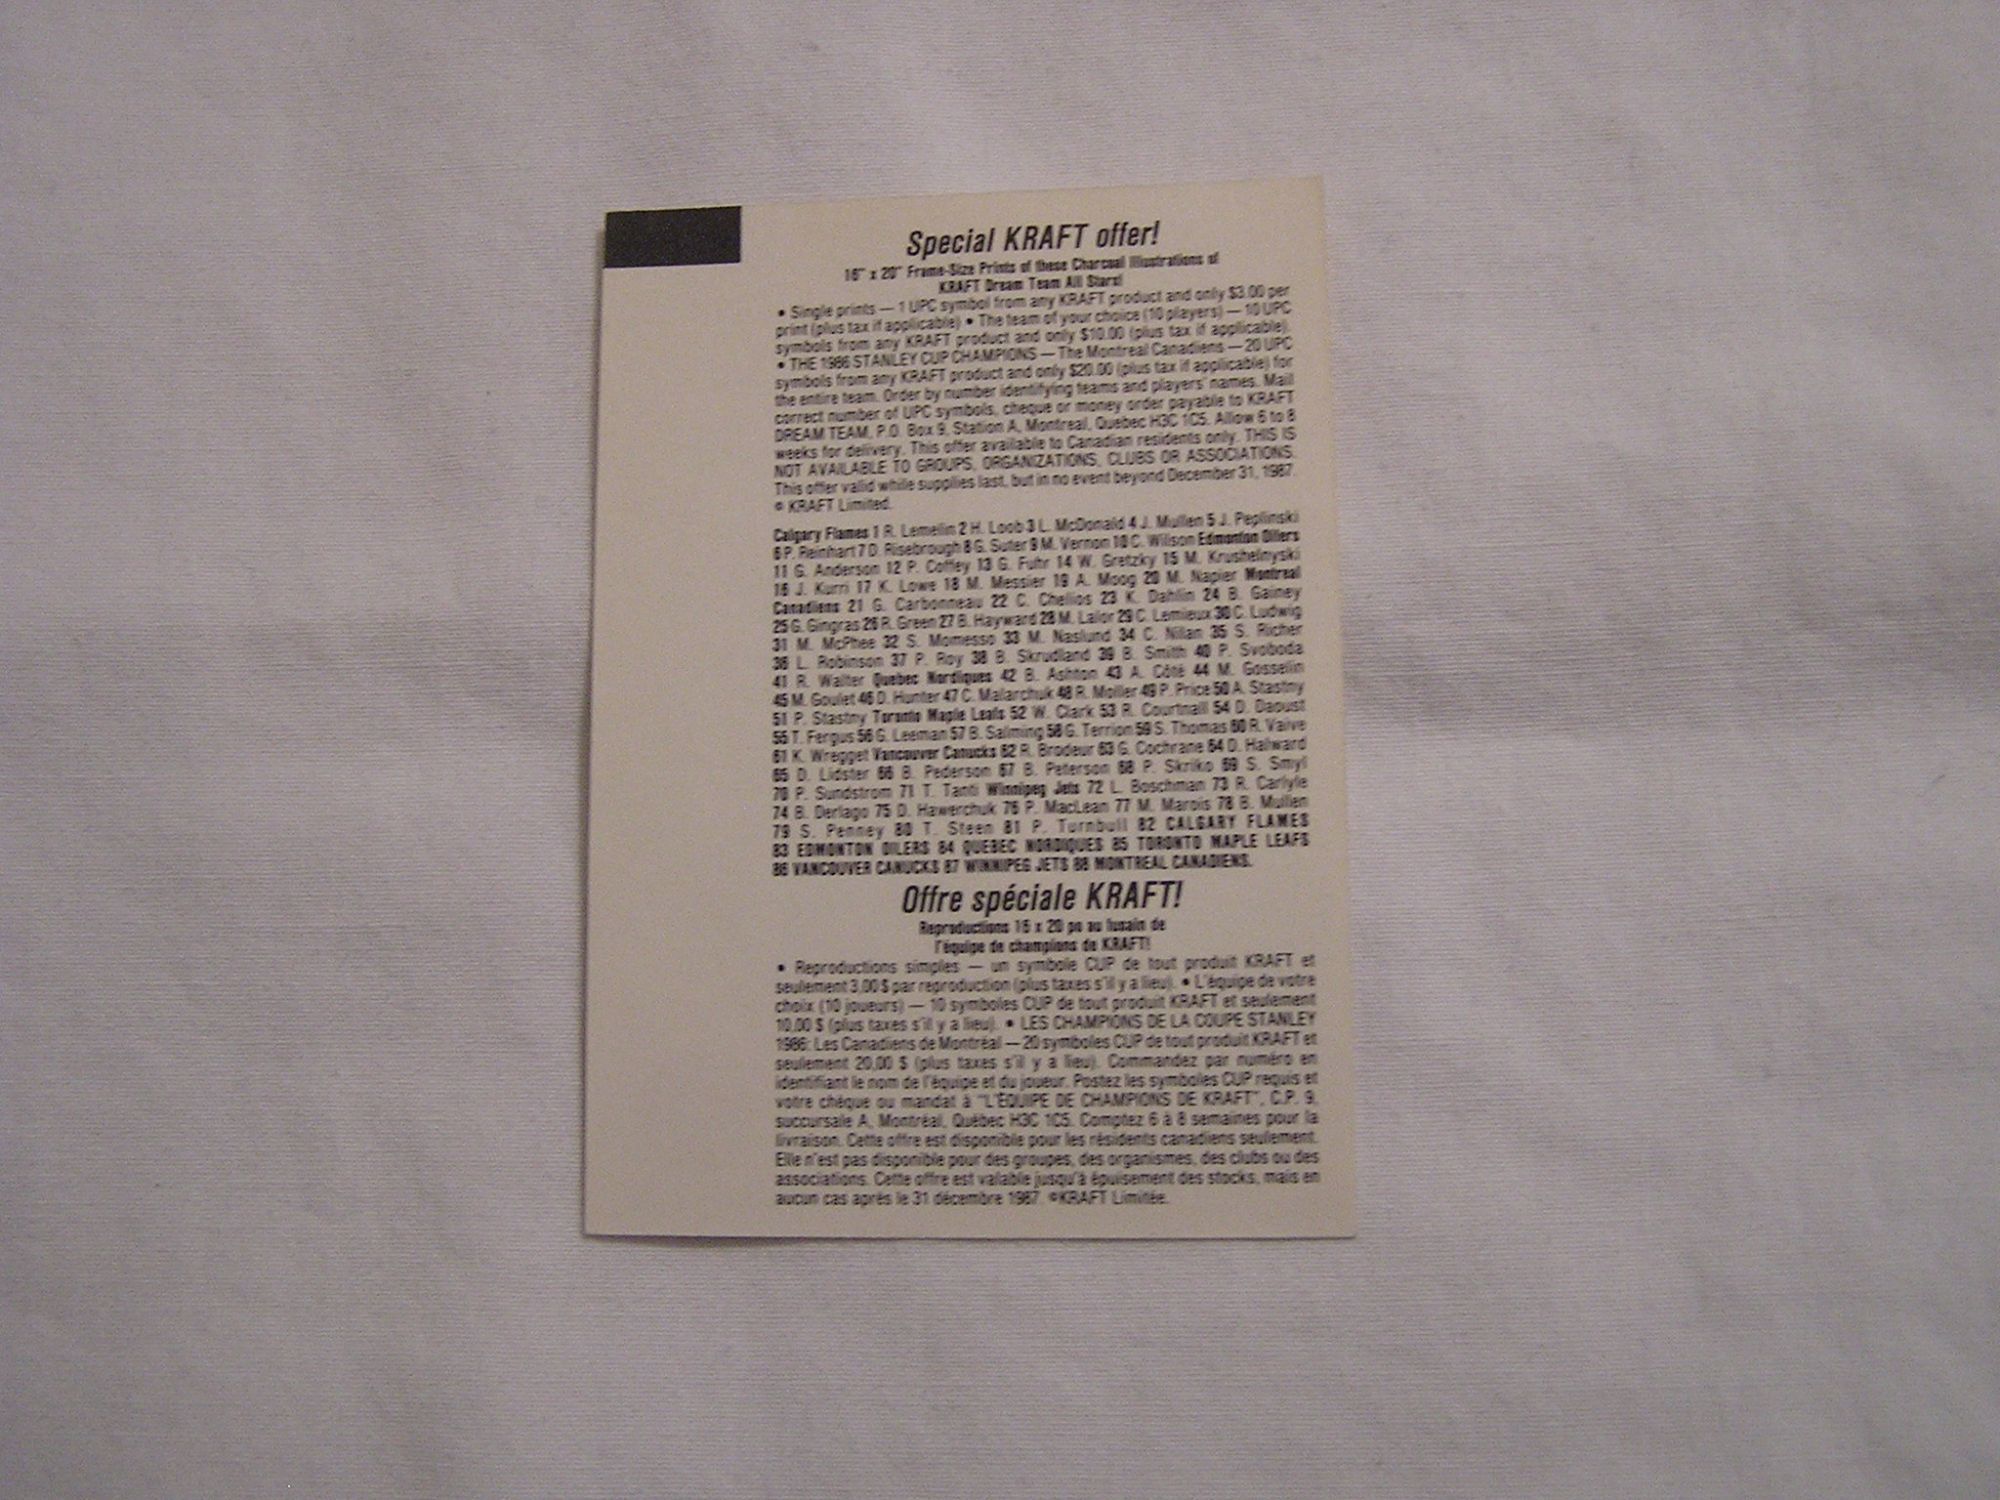 Special KRAFT offer!
16" x 20" Frame-Size Prints of these Charcoal Illustrations of
KRAFT Dream Team All Stars!
• Single prints — 1 UPC symbol from any KRAFT product and only $3.00 per
print (plus tax if applicable) • The team of your choice (10 players) — 10 UPC
symbols from any KRAFT product and only $10.00 (plus tax if applicable).
• THE 1986 STANLEY CUP CHAMPIONS — The Montreal Canadiens — 20 UPC
symbols from any KRAFT product and only $20.00 (plus tax if applicable) for
the entire team. Order by number identifying teams and players' names. Mail
correct number of UPC symbols, cheque or money order payable to KRAFT
DREAM TEAM, P.O. Box 9, Station A, Montreal, Quebec H3C 1C5. Allow 6 to 8
weeks for delivery. This offer available to Canadian residents only. THIS IS
NOT AVAILABLE TO GROUPS, ORGANIZATIONS, CLUBS OR ASSOCIATIONS.
This offer valid while supplies last, but in no event beyond December 31, 1987.
© KRAFT Limited.
Calgary Flames 1 R. Lemelin 2 H. Loob 3 L. McDonald 4 J. Mullen 5 J. Peplinski
6 P. Reinhart 7 D. Risebrough 8 G. Suter 9 M. Vernon 10 C. Wilson Edmonton Oilers
11 G. Anderson 12 P. Coffey 13 G. Fuhr 14 W. Gretzky 15 M. Krushelnyski
16 J. Kurri 17 K. Lowe 18 M. Messier 19 A. Moog 20 M. Napier Montreal
Canadiens 21 G. Carbonneau 22 C. Chelios 23 K. Dahlin 24 B. Gainey
25 G. Gingras 26 R. Green 27 B. Hayward 28 M. Lalor 29 C. Lemieux 30 C. Ludwig
31 M. McPhee 32 S. Momesso 33 M. Naslund 34 C. Nilan 35 S. Richer
36 L. Robinson 37 P. Roy 38 B. Skrudland 39 B. Smith 40 P. Svoboda
41 R. Walter Quebec Nordiques 42 B. Ashton 43 A. Côté 44 M. Gosselin
45 M. Goulet 46 D. Hunter 47 C. Malarchuk 48 R. Moller 49 P. Price 50 A. Stastny
51 P. Stastny Toronto Maple Leafs 52 W. Clark 53 R. Courtnall 54 D. Daoust
55 T. Fergus 56 G. Leeman 57 B. Salming 58 G. Terrion 59 S. Thomas 60 R. Vaive
61 K. Wregget Vancouver Canucks 62 R. Brodeur 63 G. Cochrane 64 D. Halward
65 D. Lidster 66 B. Pederson 67 B. Peterson 68 P. Skriko 69 S. Smyl
70 P. Sundstrom 71 T. Tanti Winnipeg Jets 72 L. Boschman 73 R. Carlyle
74 B. Derlago 75 D. Hawerchuk 76 P. MacLean 77 M. Marois 78 B. Mullen
79 S. Penney 80 T. Steen 81 P. Turnbull 82 CALGARY FLAMES
83 EDMONTON OILERS 84 QUEBEC NORDIQUES 85 TORONTO MAPLE LEAFS
86 VANCOUVER CANUCKS 87 WINNIPEG JETS 88 MONTREAL CANADIENS.
Offre spéciale KRAFT!
Reproductions 16 x 20 po au fusain de
l'équipe de champions de KRAFT!
• Reproductions simples — un symbole CUP de tout produit KRAFT et
seulement 3,00 $ par reproduction (plus taxes s'il y a lieu). • L'équipe de votre
choix (10 joueurs) — 10 symboles CUP de tout produit KRAFT et seulement
10,00 $ (plus taxes s'il y a lieu). • LES CHAMPIONS DE LA COUPE STANLEY
1986: Les Canadiens de Montréal — 20 symboles CUP de tout produit KRAFT et
seulement 20,00 $ (plus taxes s'il y a lieu). Commandez par numéro en
identifiant le nom de l'équipe et du joueur. Postez les symboles CUP requis et
votre chèque ou mandat à "L'ÉQUIPE DE CHAMPIONS DE KRAFT", C.P. 9,
succursale A, Montréal, Québec H3C 1C5. Comptez 6 à 8 semaines pour la
livraison. Cette offre est disponible pour les résidents canadiens seulement.
Elle n'est pas disponible pour des groupes, des organismes, des clubs ou des
associations. Cette offre est valable jusqu'à épuisement des stocks, mais en
aucun cas après le 31 décembre 1987. ©KRAFT Limitée.